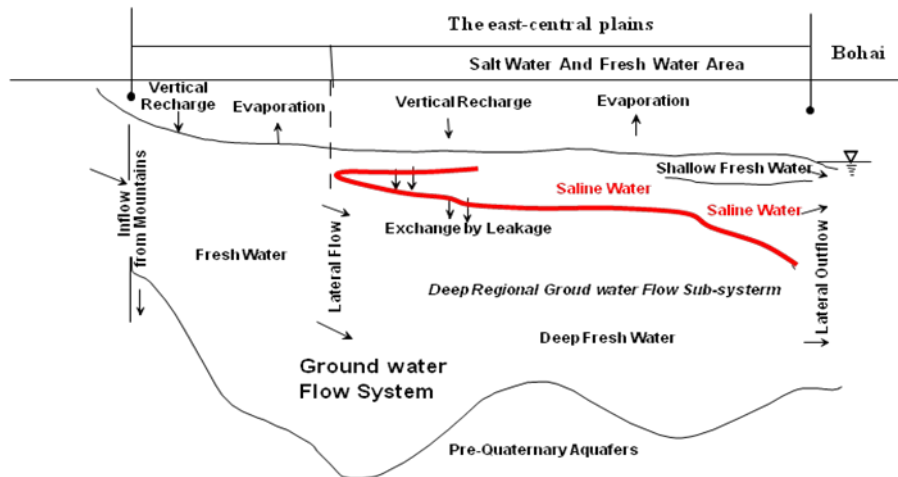 The east-central plains
Bohai
Salt Water And Fresh Water Area
Vertical
Recharge
Evaporation
Vertical Recharge
Evaporation
Shallow Fresh Water
Saline Water
Saline Water
Inflow
from Mountains
Exchange by Leakage
Fresh Water
Lateral Flow
Lateral Outflow
Deep Regional Groud water Flow Sub-systerm
Deep Fresh Water
Ground water
Flow System
Pre-Quaternary Aquafers